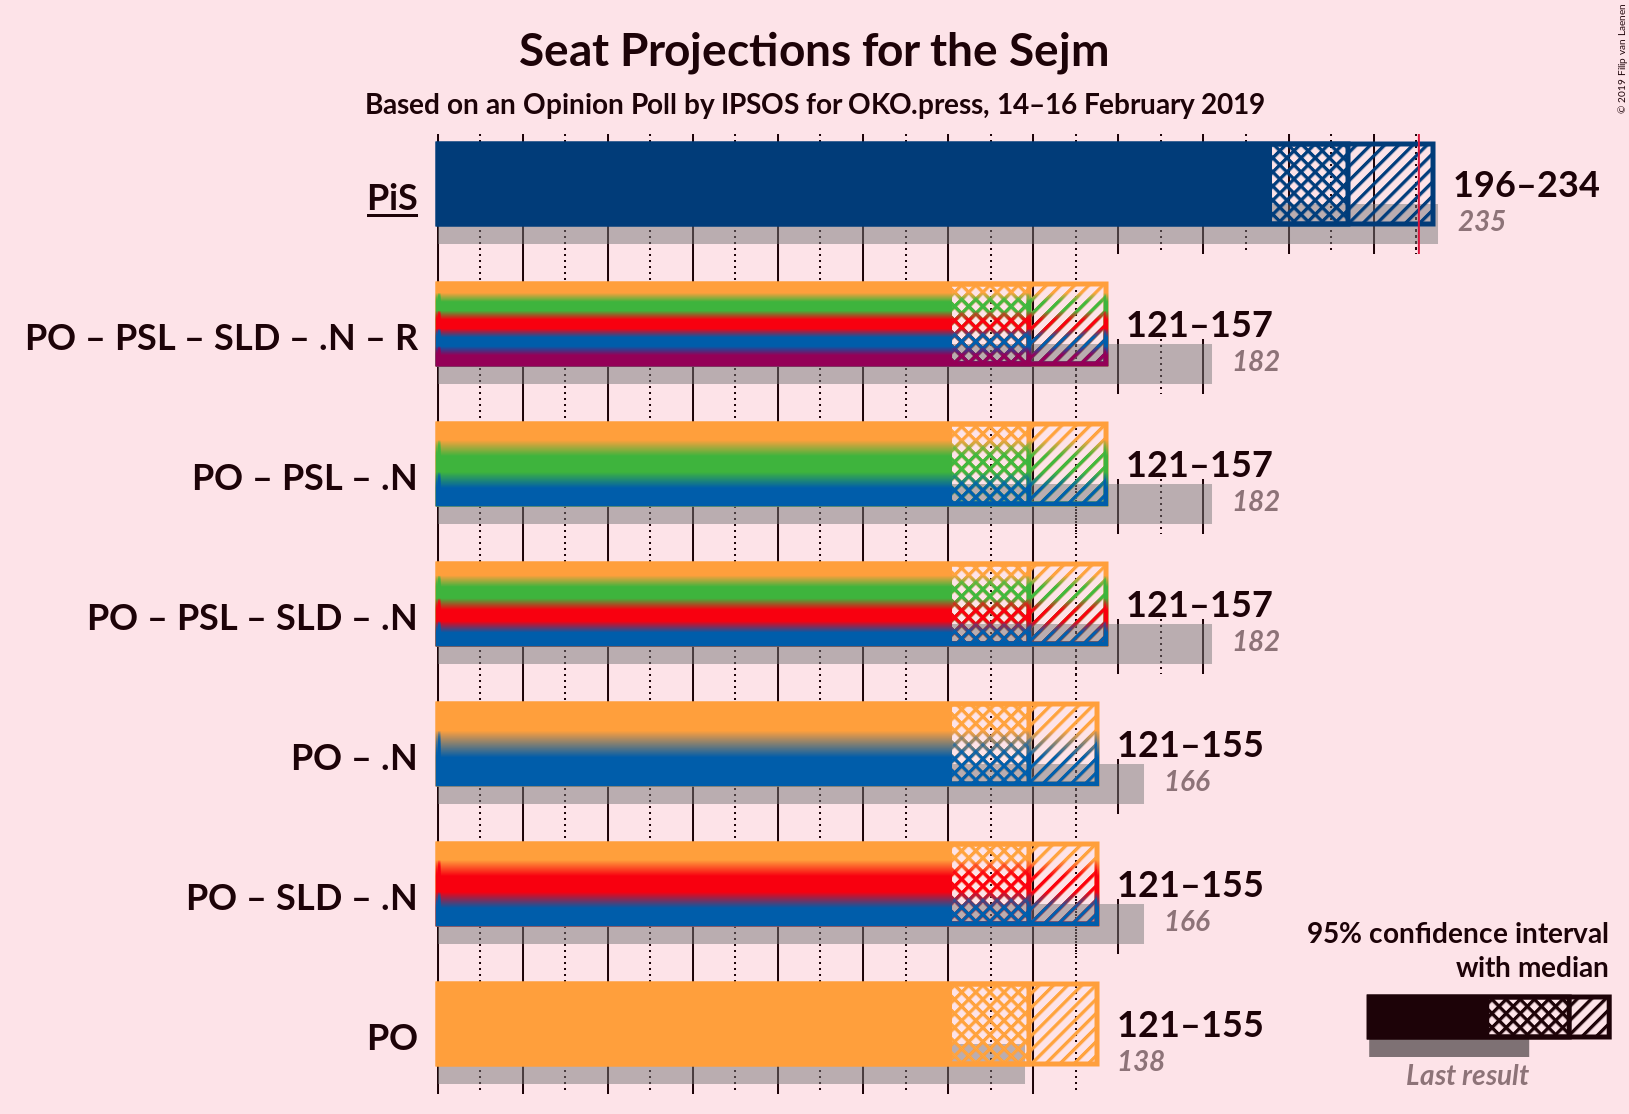 Seat Projections for the Sejm
Based on an Opinion Poll by IPSOS for OKO.press, 14–16 February 2019
© 2019 Filip van Laenen
PiS
196–234
235
PO – PSL – SLD – .N – R
121–157
182
PO – PSL – .N
121–157
182
PO – PSL – SLD – .N
121–157
182
PO – .N
121–155
166
PO – SLD – .N
121–155
166
PO
121–155
138
95% confidence interval
with median
Last result